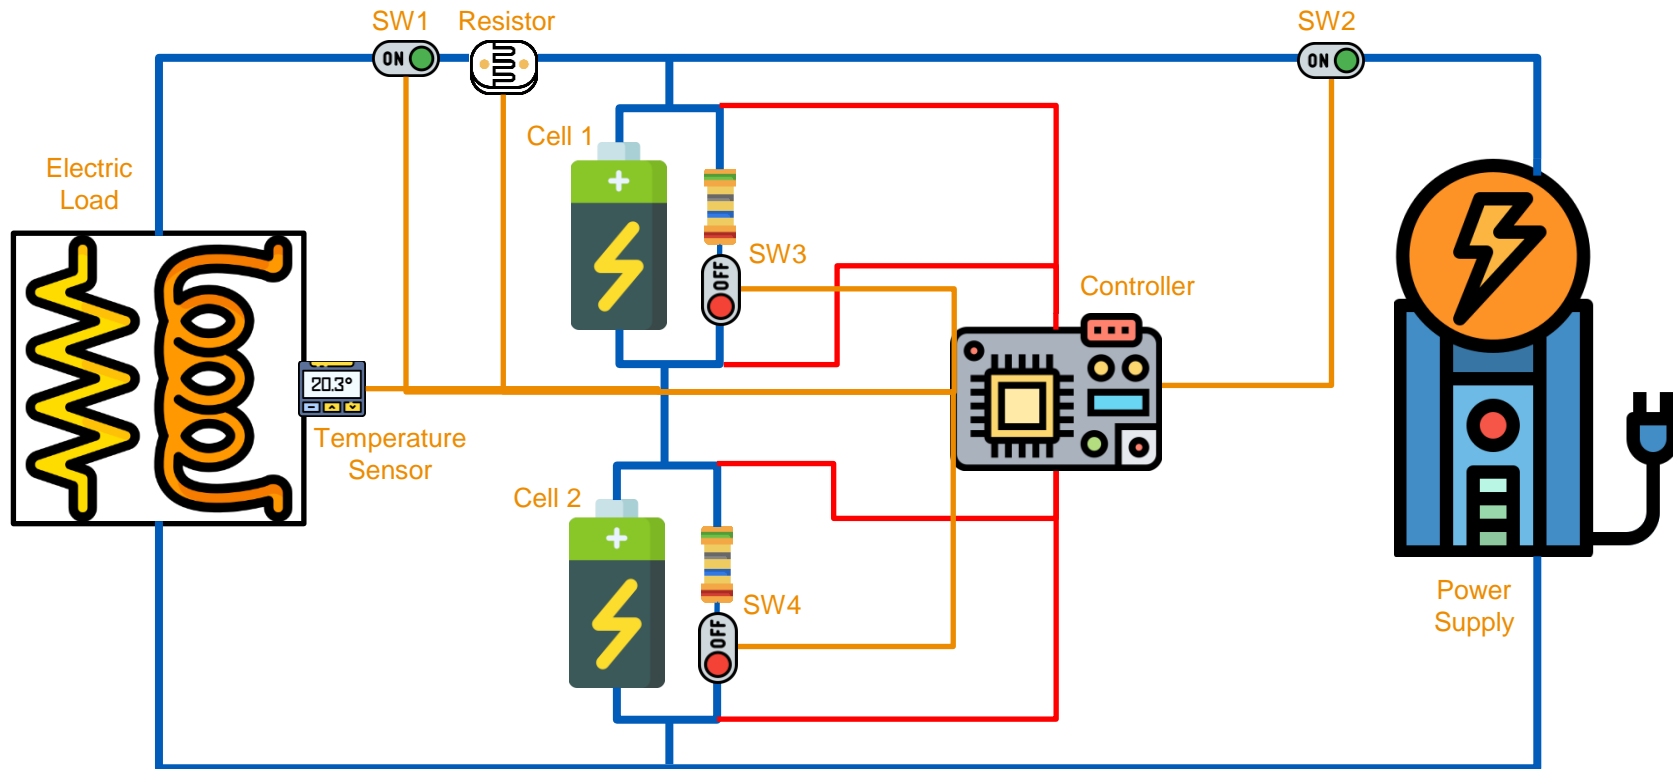 SW1
Resistor
SW2
ON
ON
Cell 1
Electric
Load
SW3
OFF
Controller
20.3°
Temperature
Sensor
Cell 2
SW4
OFF
Power
Supply